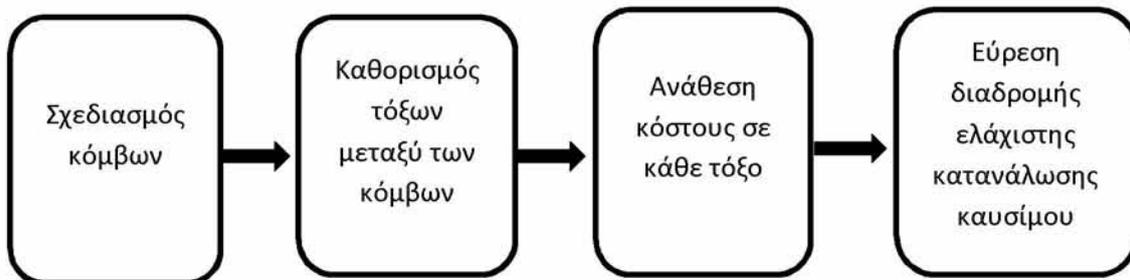 Σχεδιασμός
κόμβων
Καθορισμός
τόξων
μεταξύ των
κόμβων
Ανάθεση
κόστους σε
κάθε τόξο
Εύρεση
διαδρομής
ελάχιστης
κατανάλωσης
καυσίμου